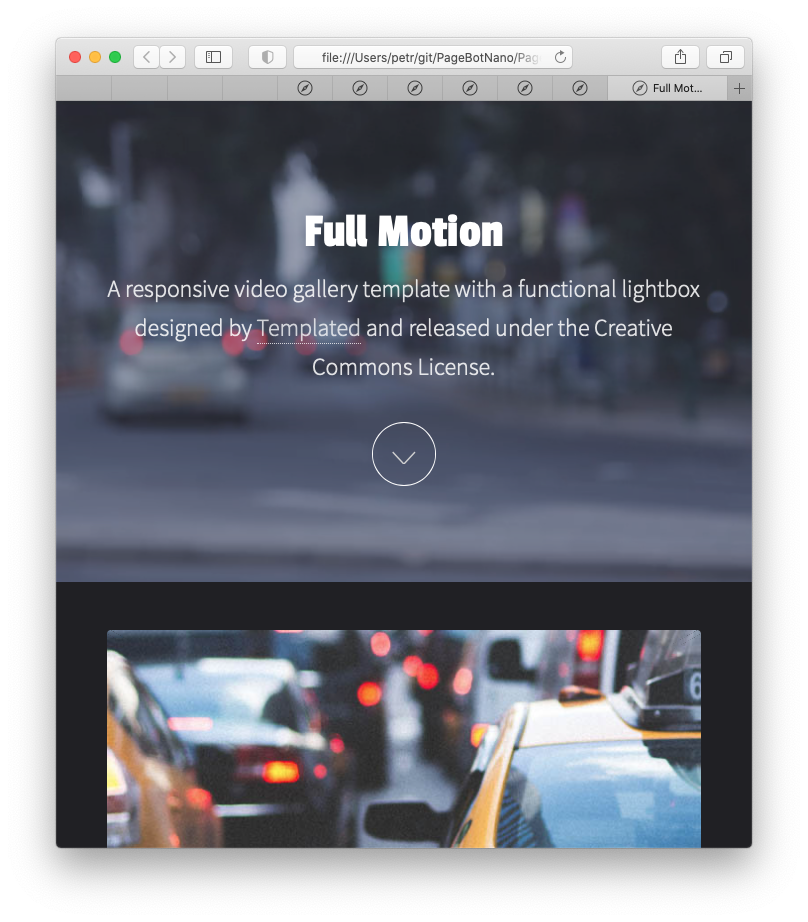 file:///Users/petr/git/PageBotNano/Pag
Full Mot...
Full Motion
A responsive video gallery template with a functional lightbox
designed by Templated and released under the Creative
Commons License.
6